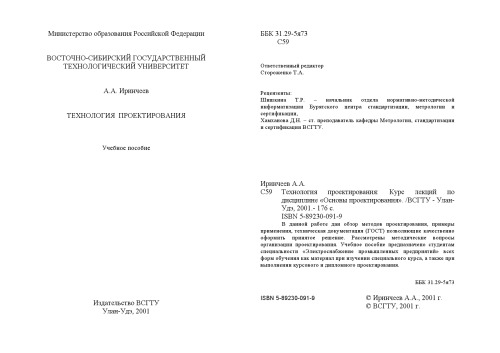 Министерство образования Российской Федерации
ВОСТОЧНО-СИБИРСКИЙ ГОСУДАРСТВЕННЫЙ
ТЕХНОЛОГИЧЕСКИЙ УНИВЕРСИТЕТ
А.А. Иринчеев
ТЕХНОЛОГИЯ ПРОЕКТИРОВАНИЯ
Учебное пособие
Издательство ВСГТУ
Улан-Удэ, 2001
ББК 31.29-5я73
С59
Ответственный редактор
Стороженко Т.А.
Рецензенты:
Шишкина Т.Р. – начальник отдела нормативно-методической
информатизации Бурятского центра стандартизации, метрологии и
сертификации,
Хамханова Д.Н. – ст. преподаватель кафедры Метрологии, стандартизации
и сертификации ВСГТУ.
Иринчеев А.А.
С59 Технология проектирования: Курс лекций по
дисциплине «Основы проектирования». /ВСГТУ - Улан-
Удэ, 2001.- 176 с.
ISBN 5-89230-091-9
В данной работе дан обзор методов проектирования, примеры
применения, техническая документация (ГОСТ) позволяющие качественно
оформить принятое решение. Рассмотрены методические вопросы
организации проектирования. Учебное пособие предназначено студентам
специальности «Электроснабжение промышленных предприятий» всех
форм обучения как материал при изучении специального курса, а также при
выполнении курсового и дипломного проектирования.
ББК 31.29-5я73
ISBN 5-89230-091-9
© Иринчеев А.А., 2001 г.
© ВСГТУ, 2001 г.